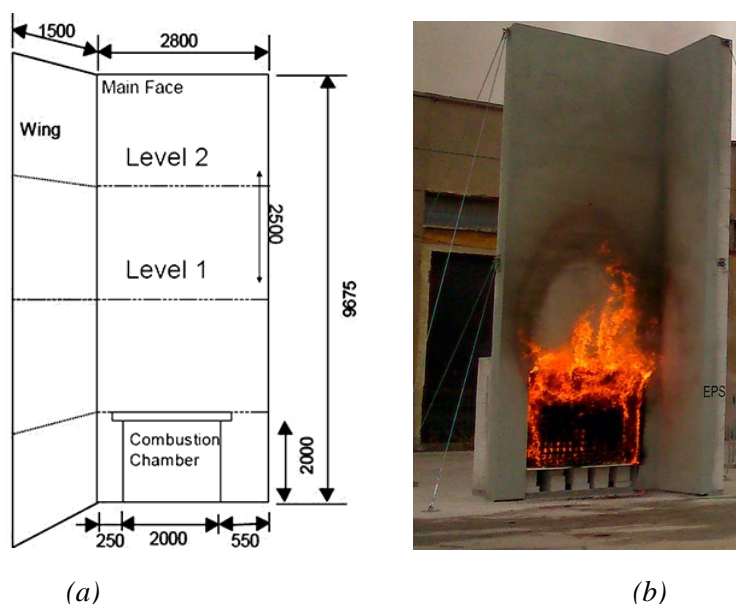 1500
2800
Main Face
Wing
Level 2
2500
Level 1
9675
Combustion
Chamber
2000
250
2000
550
EPS
(a)
(b)